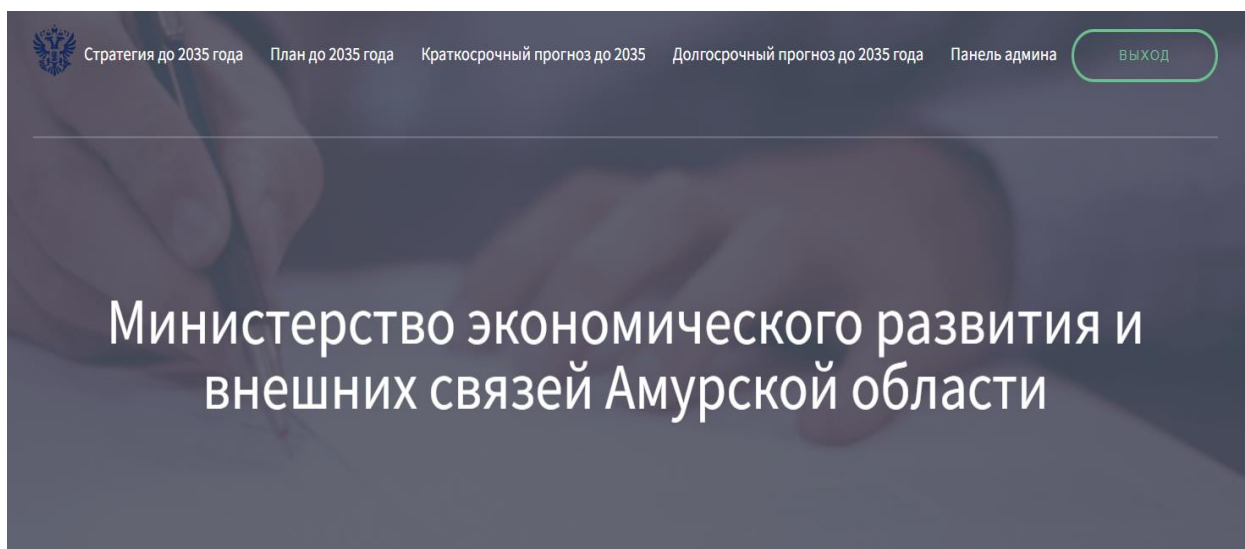 Стратегия до 2035 года План до 2035 года Краткосрочный прогноз до 2035 Долгосрочный прогноз до 2035 года Панель админа ВЫХОД
Министерство экономического развития и
внешних связей Амурской области